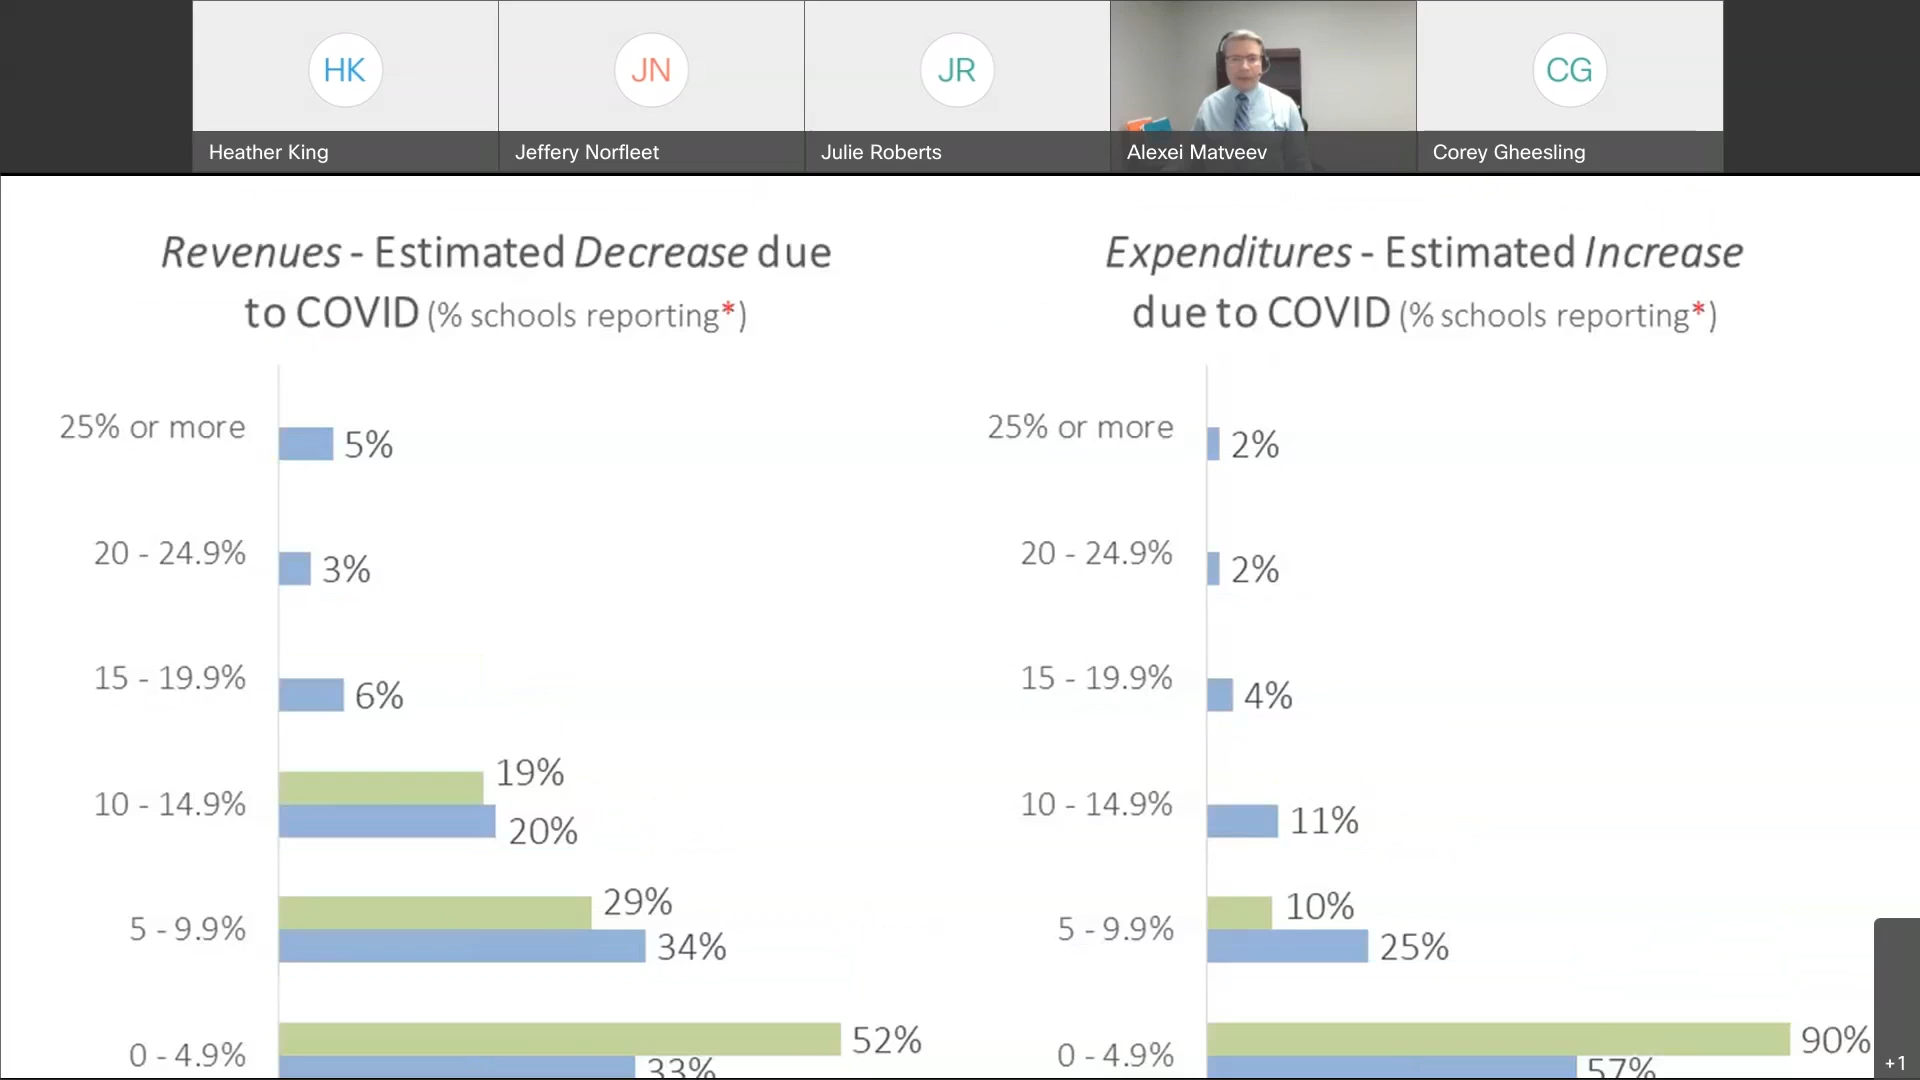 HK
JN
JR
CG
Heather King
Jeffery Norfleet
Julie Roberts
Alexei Matveev
Corey Gheesling
Revenues - Estimated Decrease due
to COVID (% schools reporting*)
25% or more
5%
20 - 24.9%
3%
15 - 19.9%
6%
19%
10 - 14.9%
20%
29%
5 - 9.9%
34%
52%
0 - 4.9%
33%
Expenditures - Estimated Increase
due to COVID (% schools reporting*)
25% or more
2%
20 - 24.9%
2%
15 - 19.9%
4%
10 - 14.9%
11%
10%
5 - 9.9%
25%
90%
0 - 4.9%
57%
+1